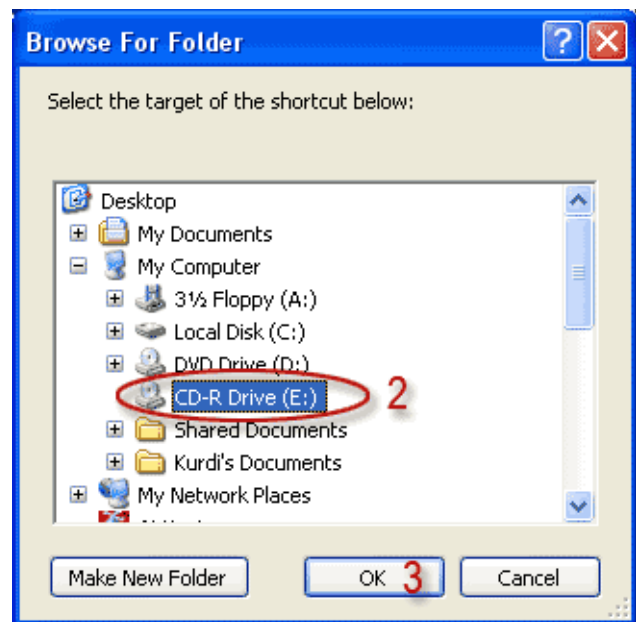 Browse For Folder
Select the target of the shortcut below:
Desktop
My Documents
My Computer
3½ Floppy (A:)
Local Disk (C:)
DVD Drive (D:)
CD-R Drive (E:) 2
Shared Documents
Kurdi's Documents
My Network Places
Make New Folder OK 3 Cancel